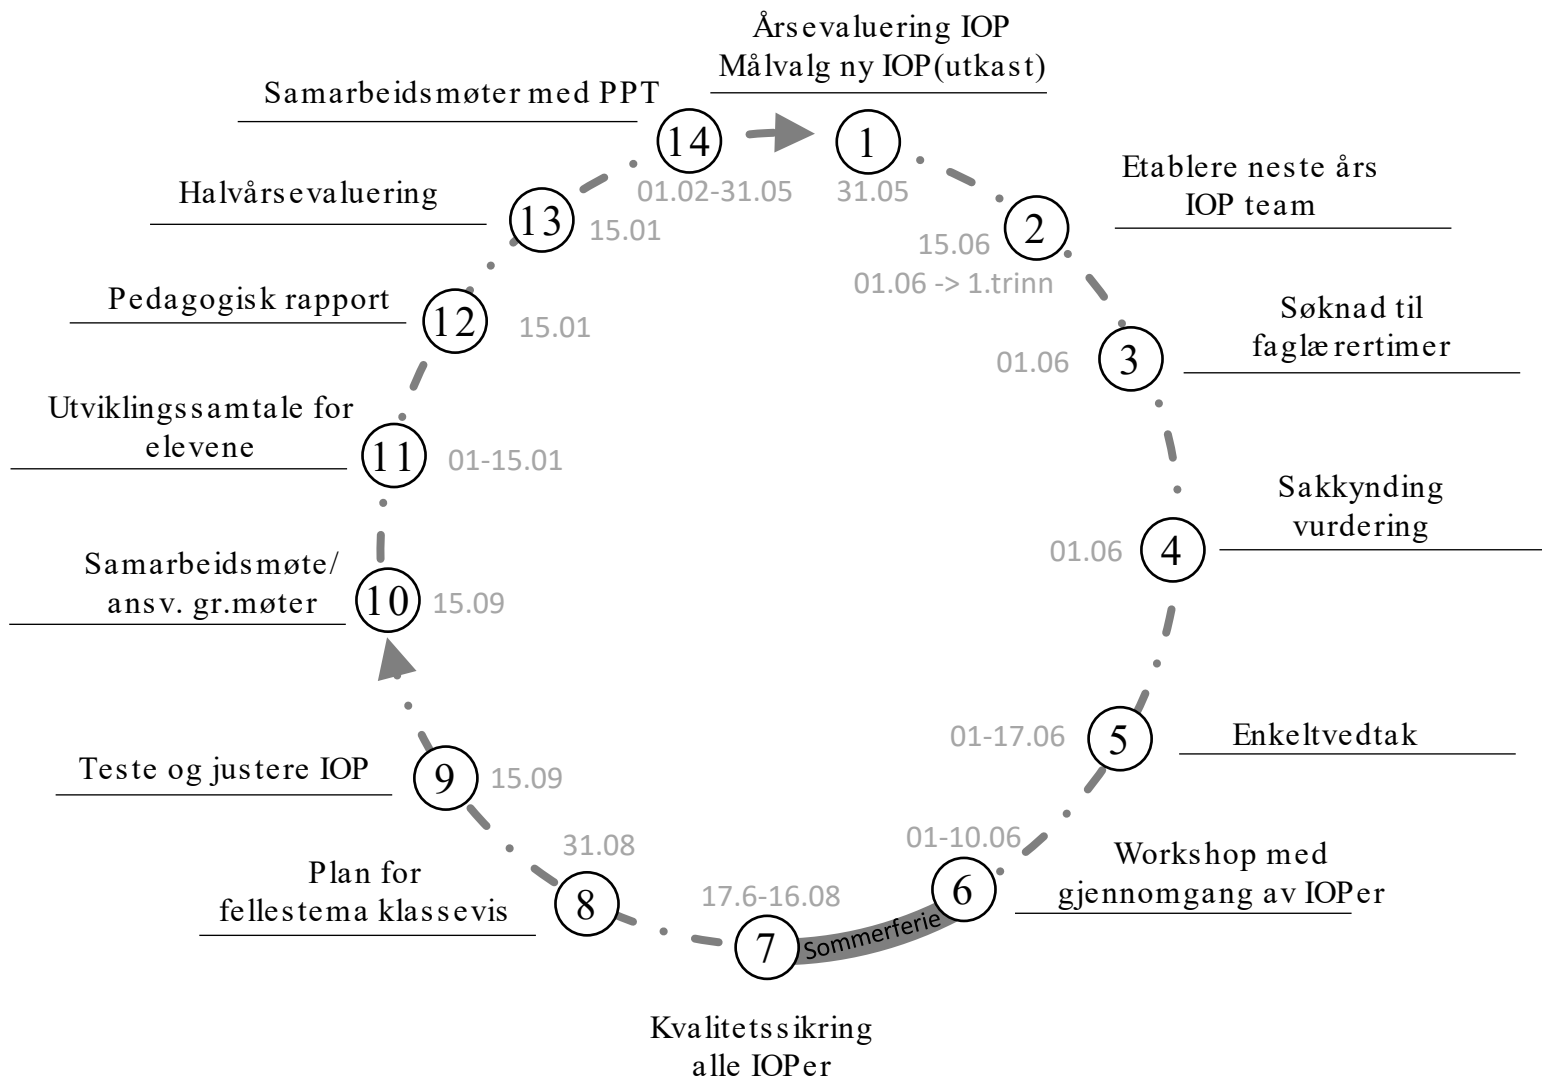 Årsevaluering IOP
Målvalg ny IOP(utkast)
1
31.05
Etablere neste års
IOP team
2
15.06
01.06 -> 1.trinn
Søknad til
faglærertimer
3
01.06
Sakkynding
vurdering
4
01.06
Enkeltvedtak
5
01-17.06
Workshop med
gjennomgang av IOPer
6
01-10.06
Sommerferie
Kvalitetssikring
alle IOPer
7
17.6-16.08
Plan for
fellestema klassevis
8
31.08
Teste og justere IOP
9
15.09
Samarbeidsmøte/
ansv. gr.møter
10
15.09
Utviklingssamtale for
elevene
11
01-15.01
Pedagogisk rapport
12
15.01
Halvårsevaluering
13
15.01
Samarbeidsmøter med PPT
14
01.02-31.05